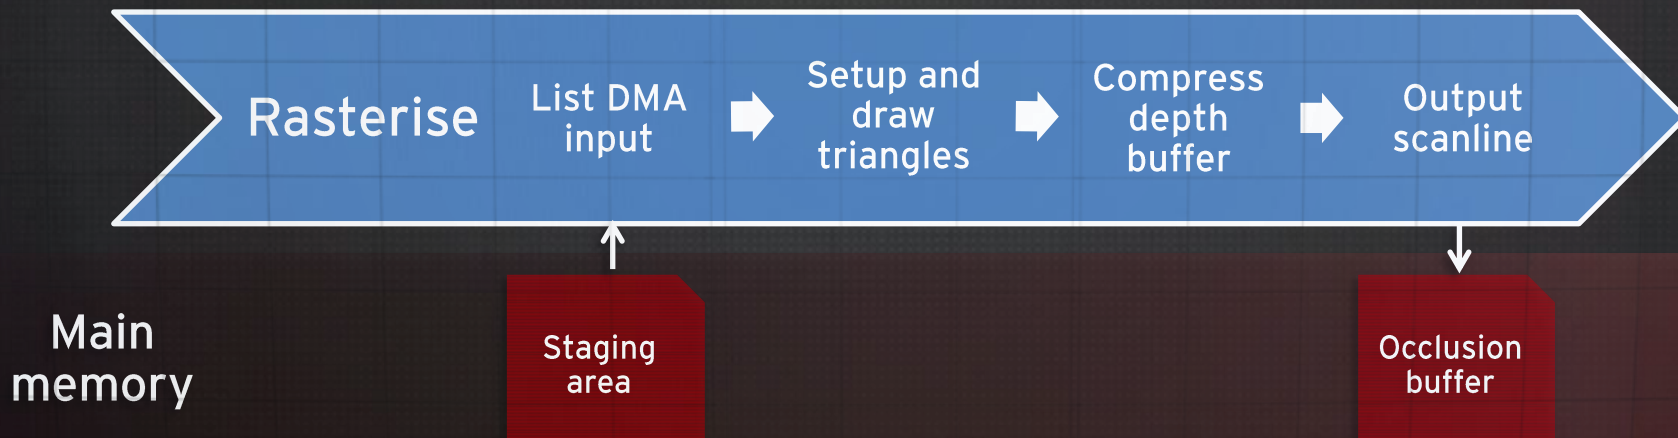 Rasterise
List DMA
input
Setup and
draw
triangles
Compress
depth
buffer
Output
scanline
Main
memory
Staging
area
Occlusion
buffer